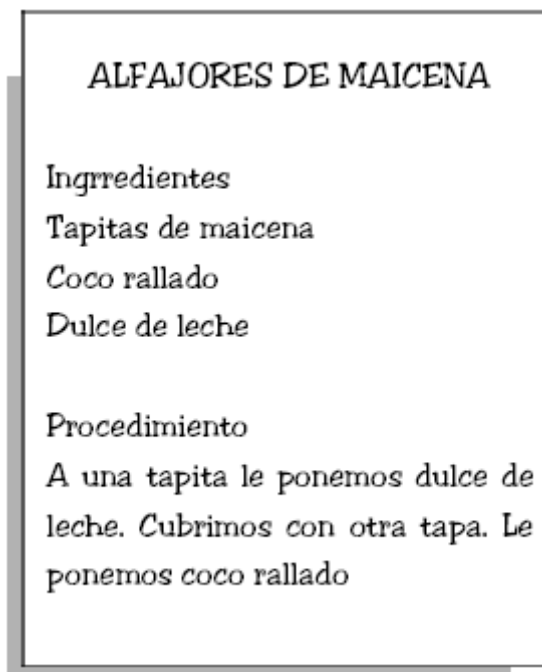 ALFAJORES DE MAICENA
Ingrredientes
Tapitas de maicena
Coco rallado
Dulce de leche
Procedimiento
A una tapita le ponemos dulce de
leche. Cubrimos con otra tapa. Le
ponemos coco rallado